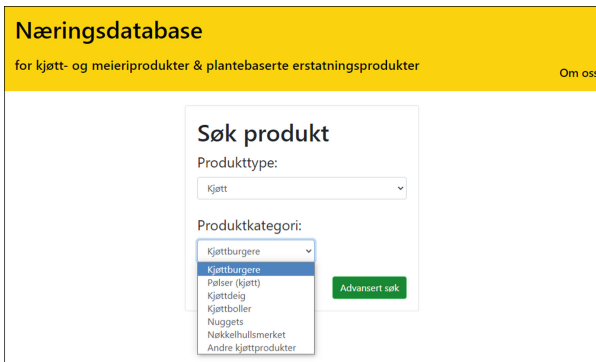 Næringsdatabase
for kjøtt- og meieriprodukter & plantebaserte erstatningsprodukter
Om oss
Søk produkt
Produkttype:
Kjøtt
Produktkategori:
Kjøttburgere
Kjøttburgere
Pølser (kjøtt)
Kjøttdeig
Kjøttboller
Nuggets
Nøkkelhullsmerket
Andre kjøttprodukter
Advansert søk